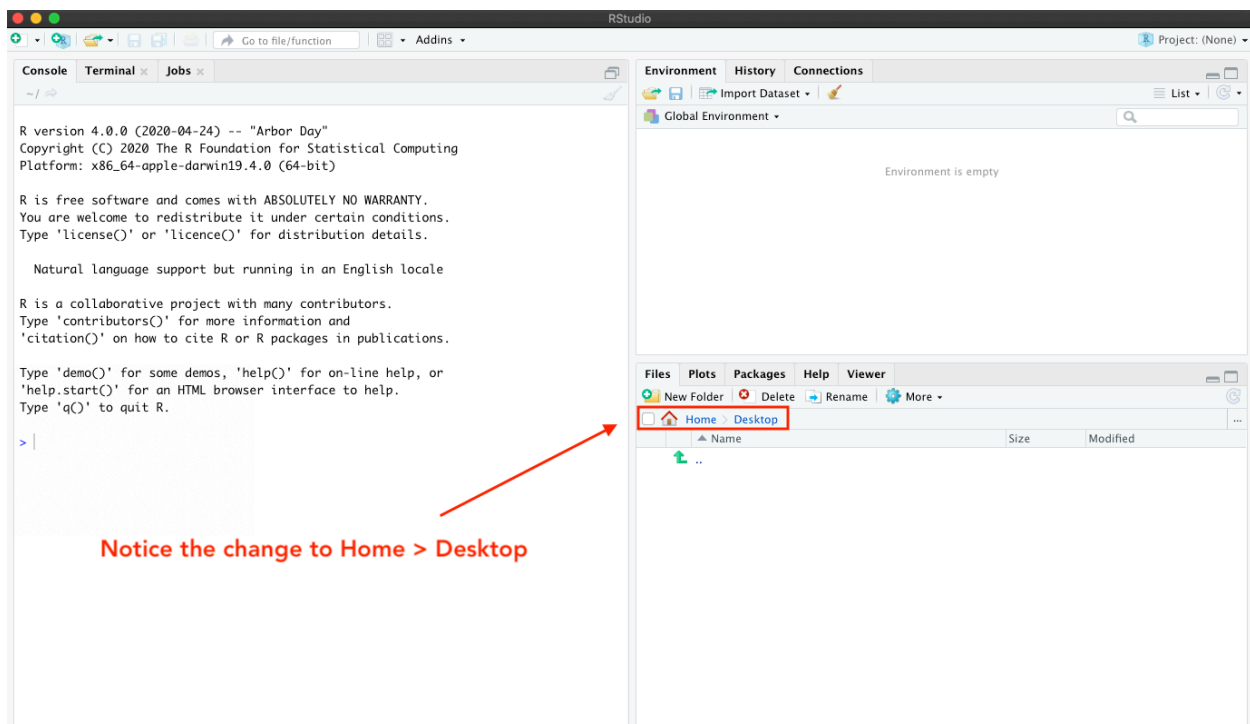 RStudio
Go to file/function
Addins
Project: (None)
Console Terminal Jobs
~/
R version 4.0.0 (2020-04-24) -- "Arbor Day"
Copyright (C) 2020 The R Foundation for Statistical Computing
Platform: x86_64-apple-darwin19.4.0 (64-bit)
R is free software and comes with ABSOLUTELY NO WARRANTY.
You are welcome to redistribute it under certain conditions.
Type 'license()' or 'licence()' for distribution details.
Natural language support but running in an English locale
R is a collaborative project with many contributors.
Type 'contributors()' for more information and
'citation()' on how to cite R or R packages in publications.
Type 'demo()' for some demos, 'help()' for on-line help, or
'help.start()' for an HTML browser interface to help.
Type 'q()' to quit R.
>
Notice the change to Home > Desktop
Environment History Connections
Import Dataset
List
Global Environment
Environment is empty
Files Plots Packages Help Viewer
New Folder Delete Rename More
Home > Desktop
...
Name Size Modified
..